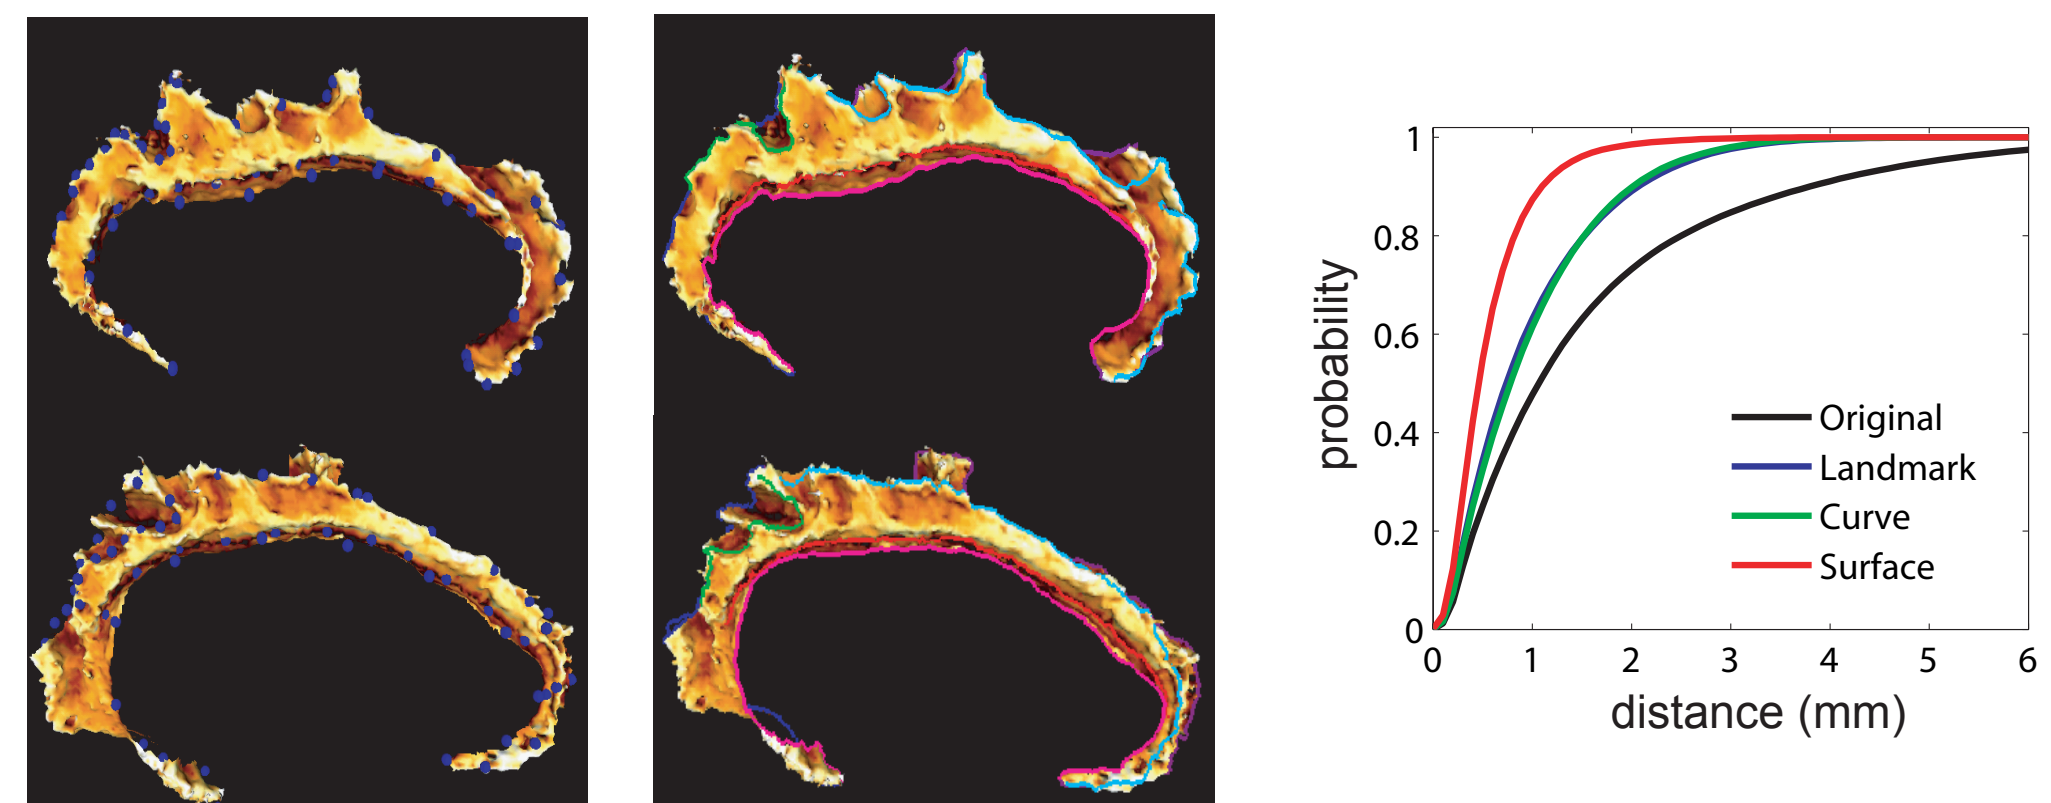 1
0.8
0.6
0.4
0.2
0
0 1 2 3 4 5 6
probability
distance (mm)
Original
Landmark
Curve
Surface